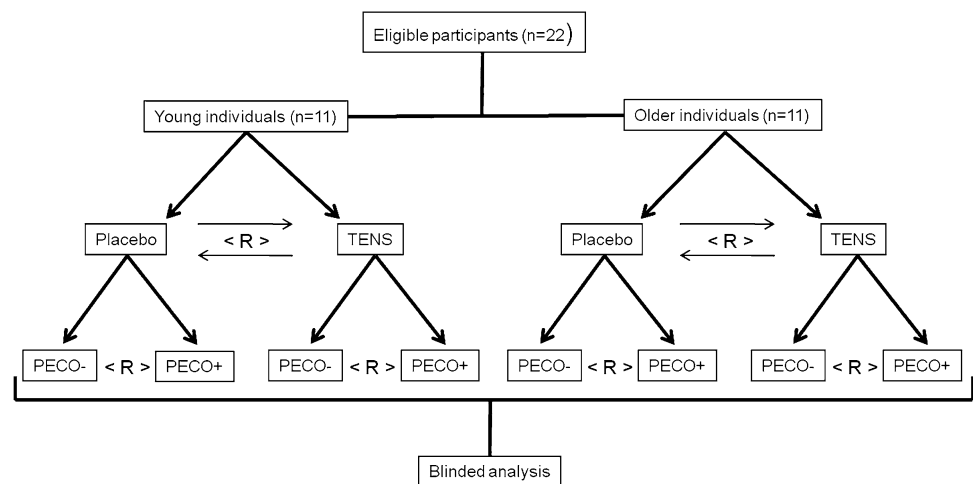 Eligible participants (n=22)
Young individuals (n=11)
Older individuals (n=11)
Placebo
< R >
TENS
Placebo
< R >
TENS
PECO- < R > PECO+
PECO- < R > PECO+
PECO- < R > PECO+
PECO- < R > PECO+
Blinded analysis